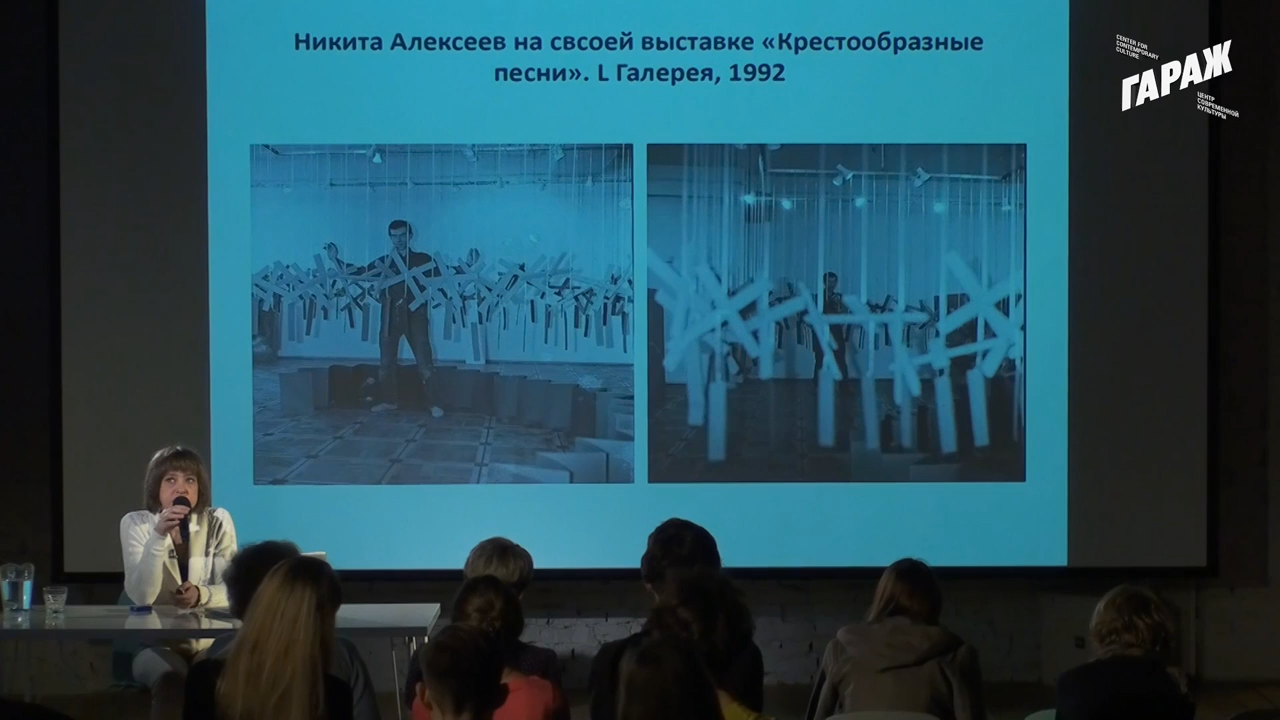 Никита Алексеев на свсоей выставке «Крестообразные
песни». L Галерея, 1992
CENTER FOR
CONTEMPORARY
CULTURE
ГАРАЖ
ЦЕНТР
СОВРЕМЕННОЙ
КУЛЬТУРЫ